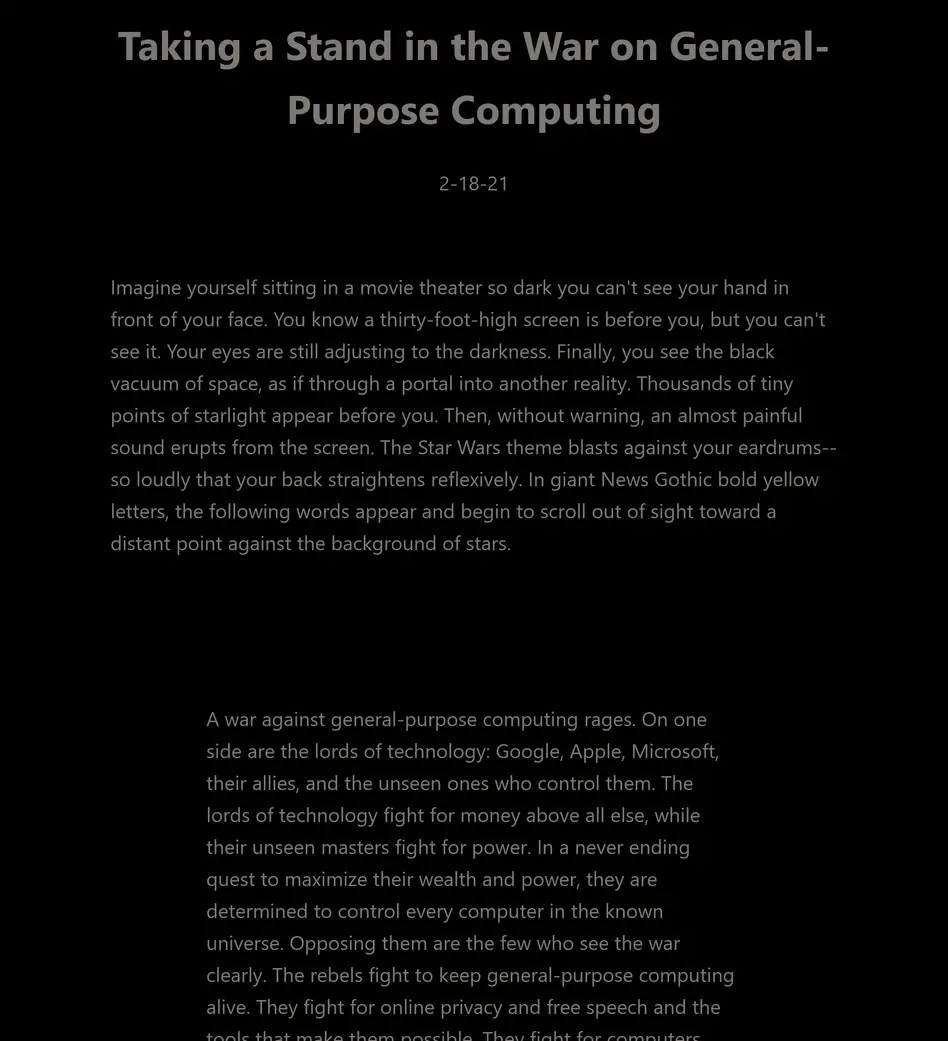 Taking a Stand in the War on General-
Purpose Computing
2-18-21
Imagine yourself sitting in a movie theater so dark you can't see your hand in
front of your face. You know a thirty-foot-high screen is before you, but you can't
see it. Your eyes are still adjusting to the darkness. Finally, you see the black
vacuum of space, as if through a portal into another reality. Thousands of tiny
points of starlight appear before you. Then, without warning, an almost painful
sound erupts from the screen. The Star Wars theme blasts against your eardrums--
so loudly that your back straightens reflexively. In giant News Gothic bold yellow
letters, the following words appear and begin to scroll out of sight toward a
distant point against the background of stars.
A war against general-purpose computing rages. On one
side are the lords of technology: Google, Apple, Microsoft,
their allies, and the unseen ones who control them. The
lords of technology fight for money above all else, while
their unseen masters fight for power. In a never ending
quest to maximize their wealth and power, they are
determined to control every computer in the known
universe. Opposing them are the few who see the war
clearly. The rebels fight to keep general-purpose computing
alive. They fight for online privacy and free speech and the
tools that make them possible. They fight for computers